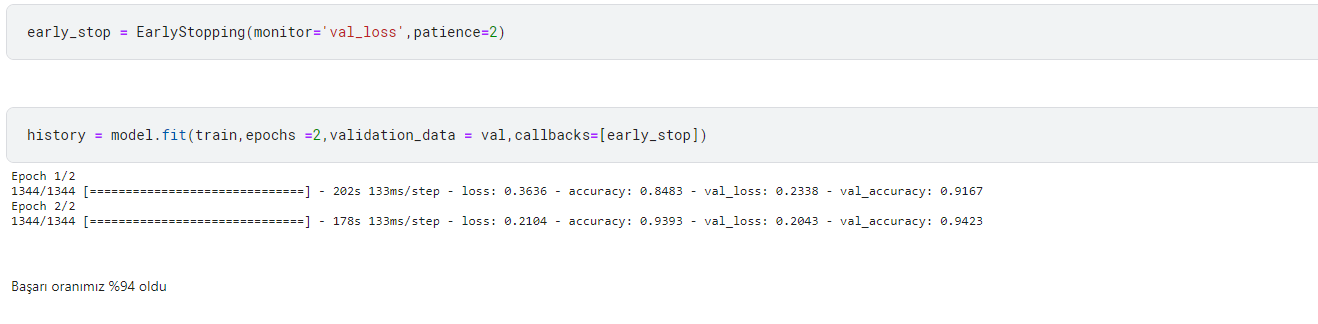 early_stop = EarlyStopping(monitor='val_loss',patience=2)
history = model.fit(train,epochs =2,validation_data = val,callbacks=[early_stop])
Epoch 1/2
1344/1344 [==============================] - 202s 133ms/step - loss: 0.3636 - accuracy: 0.8483 - val_loss: 0.2338 - val_accuracy: 0.9167
Epoch 2/2
1344/1344 [==============================] - 178s 133ms/step - loss: 0.2104 - accuracy: 0.9393 - val_loss: 0.2043 - val_accuracy: 0.9423
Başarı oranımız %94 oldu